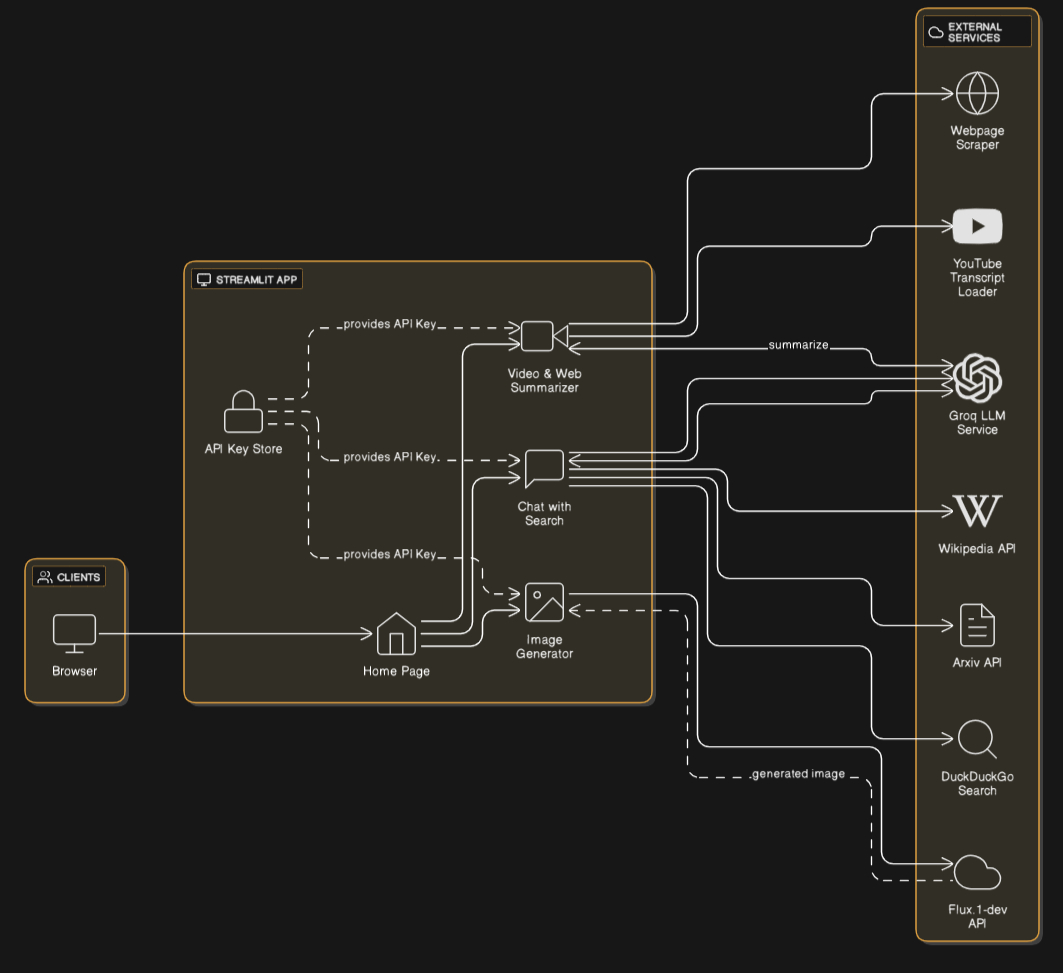 EXTERNAL
SERVICES
Webpage
Scraper
YouTube
Transcript
Loader
STREAMLIT APP
provides API Key
Video & Web
Summarizer
summarize
Groq LLM
Service
API Key Store
provides API Key
Chat with
Search
Wikipedia API
provides API Key
CLIENTS
Browser
Home Page
Image
Generator
Arxiv API
generated image
DuckDuckGo
Search
Flux.1-dev
API